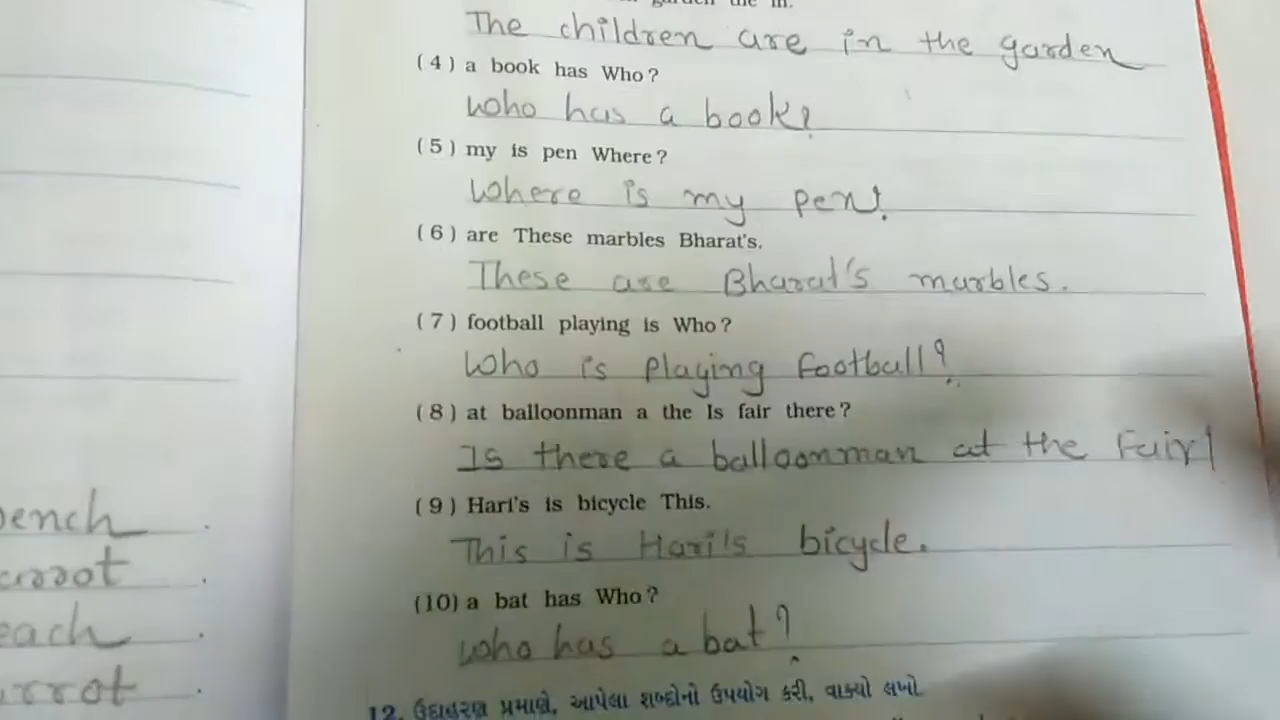 garden the in.
The children are in the garden
(4) a book has Who?
Who has a book?
(5) my is pen Where?
Where is my pen?
(6) are These marbles Bharat's.
These are Bharat's marbles.
(7) football playing is Who?
Who is playing football?
(8) at balloonman a the Is fair there?
Is there a balloonman at the fair
(9) Hari's is bicycle This.
This is Hari's bicycle.
(10) a bat has Who?
Who has a bat?
12. ઉદાહરણ પ્રમાણે, આપેલા શબ્દોનો ઉપયોગ કરી, વાક્યો લખો